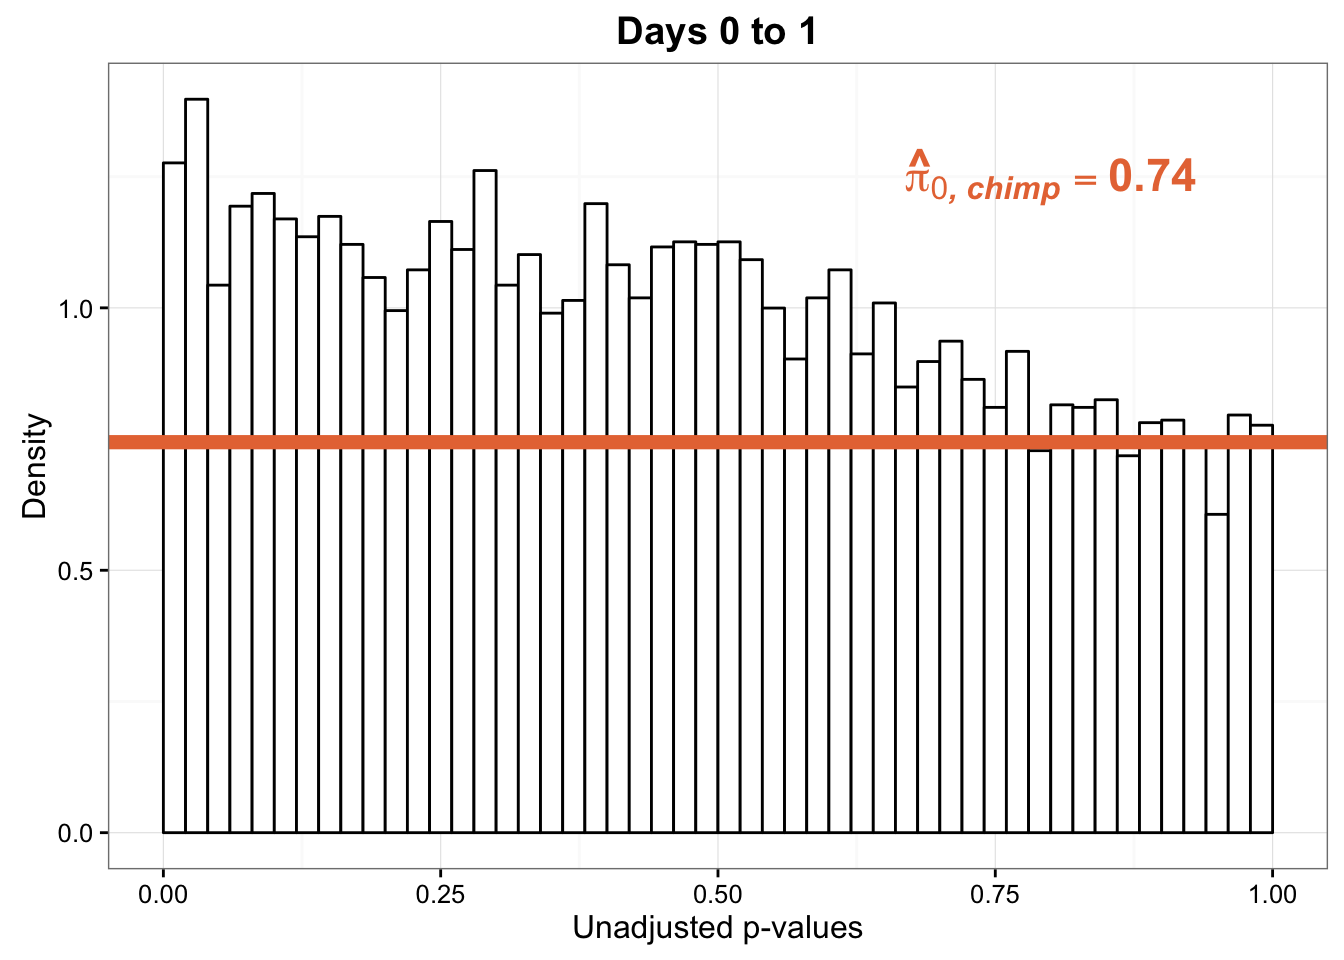 Days 0 to 1
π̂0, chimp = 0.74
Density
1.0
0.5
0.0
0.00 0.25 0.50 0.75 1.00
Unadjusted p-values